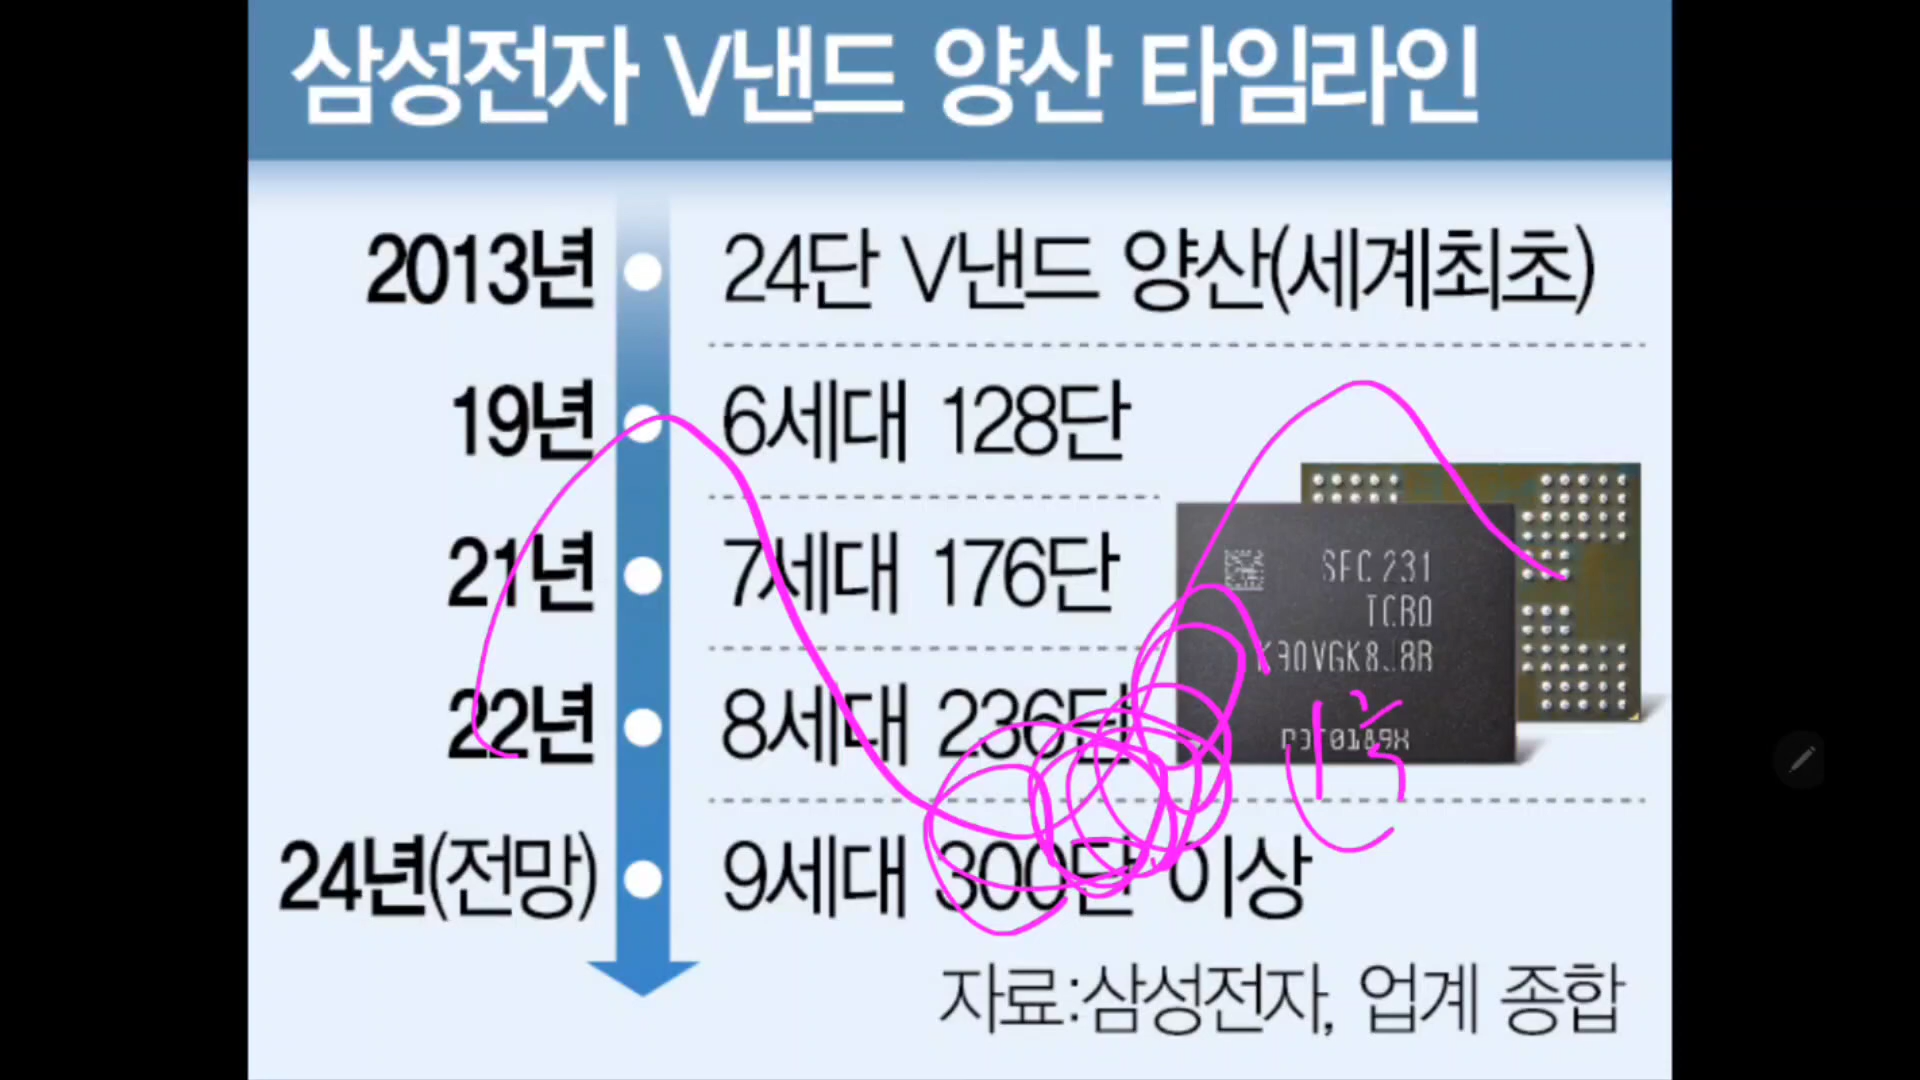 삼성전자 V낸드 양산 타임라인
2013년 24단 V낸드 양산(세계최초)
19년 6세대 128단
21년 7세대 176단
22년 8세대 236단
24년(전망) 9세대 300단 이상
SEC 231
TCB0
K90VGK8J8B
자료:삼성전자, 업계 종합